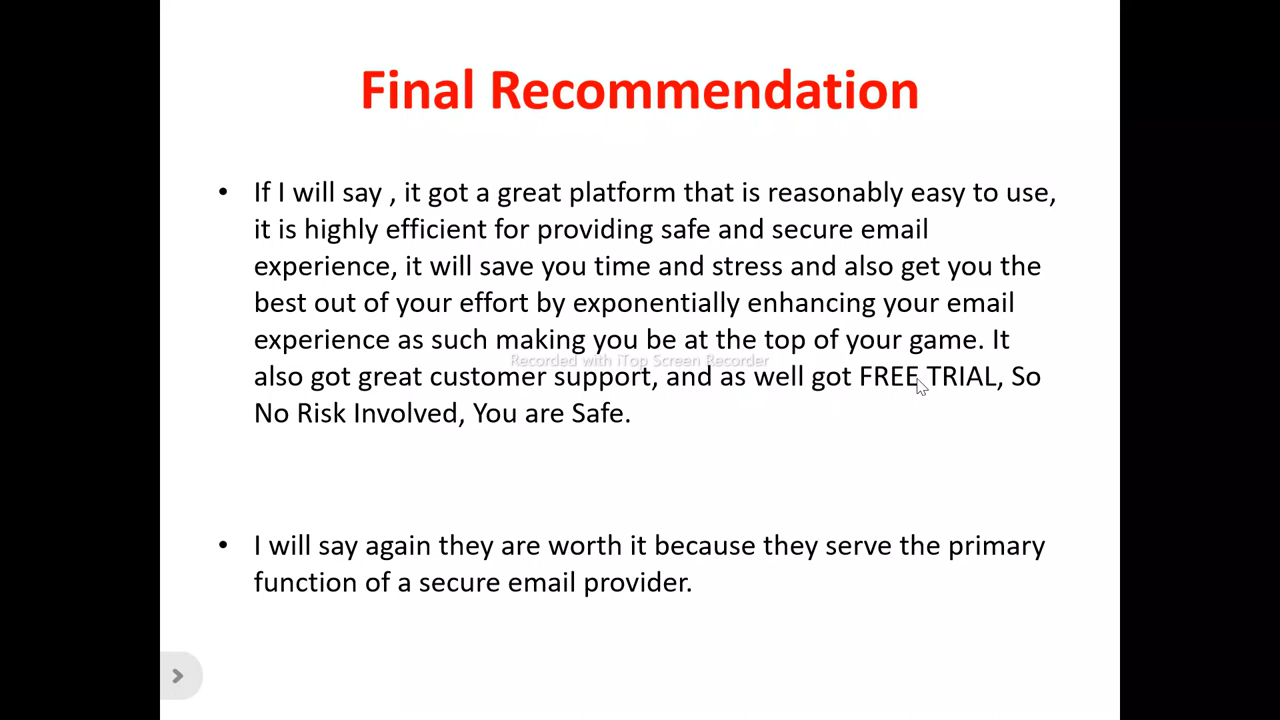 Final Recommendation
• If I will say , it got a great platform that is reasonably easy to use,
it is highly efficient for providing safe and secure email
experience, it will save you time and stress and also get you the
best out of your effort by exponentially enhancing your email
experience as such making you be at the top of your game. It
Recorded with iTop Screen Recorder
also got great customer support, and as well got FREE TRIAL, So
No Risk Involved, You are Safe.
• I will say again they are worth it because they serve the primary
function of a secure email provider.